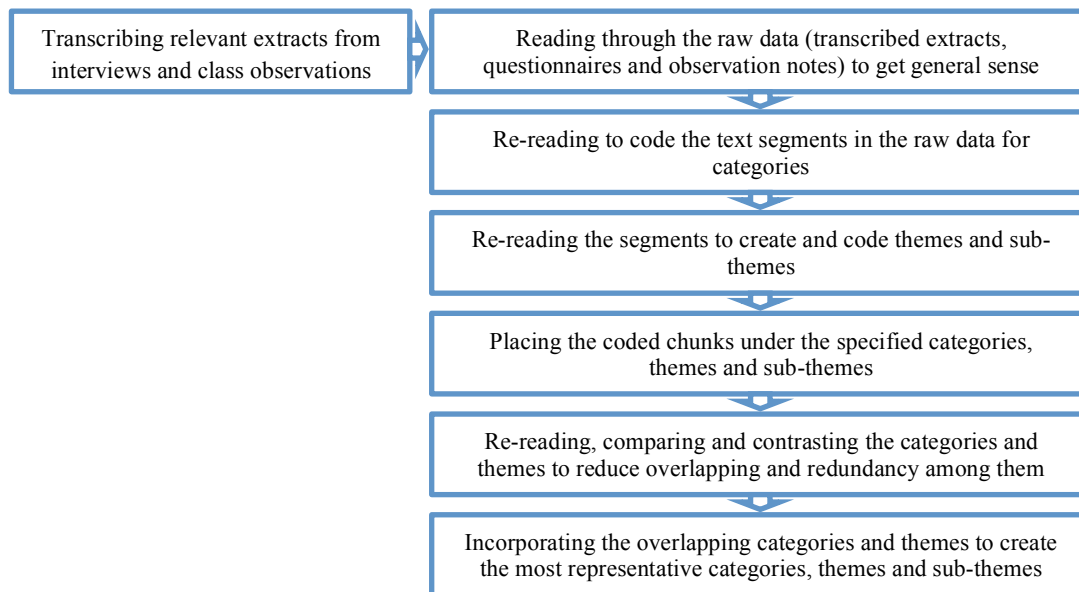 Transcribing relevant extracts from
interviews and class observations
Reading through the raw data (transcribed extracts,
questionnaires and observation notes) to get general sense
Re-reading to code the text segments in the raw data for
categories
Re-reading the segments to create and code themes and sub-
themes
Placing the coded chunks under the specified categories,
themes and sub-themes
Re-reading, comparing and contrasting the categories and
themes to reduce overlapping and redundancy among them
Incorporating the overlapping categories and themes to create
the most representative categories, themes and sub-themes